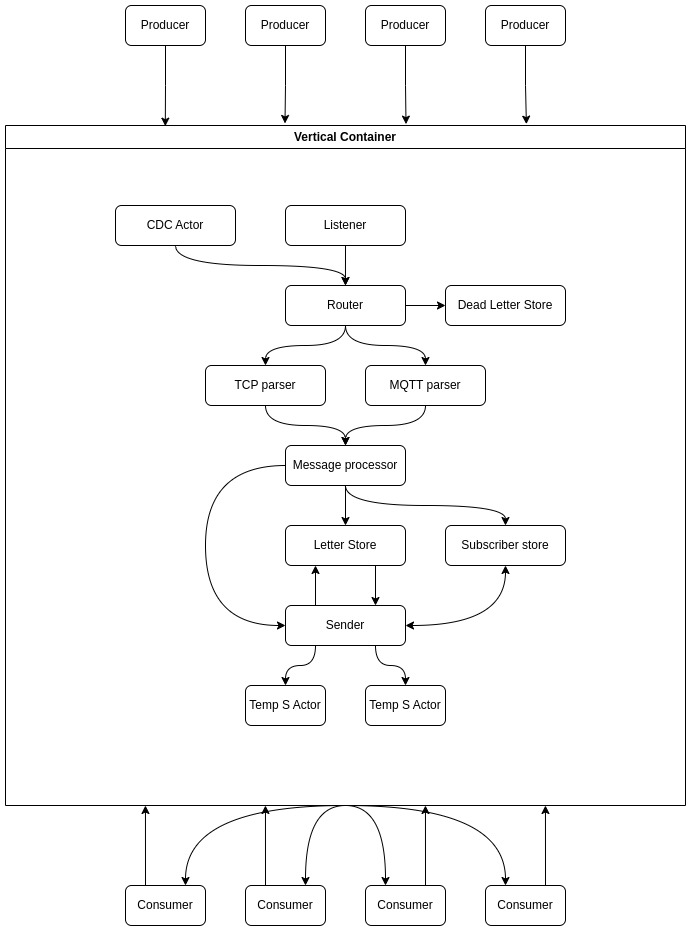 Producer
Producer
Producer
Producer
Vertical Container
CDC Actor
Listener
Router
Dead Letter Store
TCP parser
MQTT parser
Message processor
Letter Store
Subscriber store
Sender
Temp S Actor
Temp S Actor
Consumer
Consumer
Consumer
Consumer